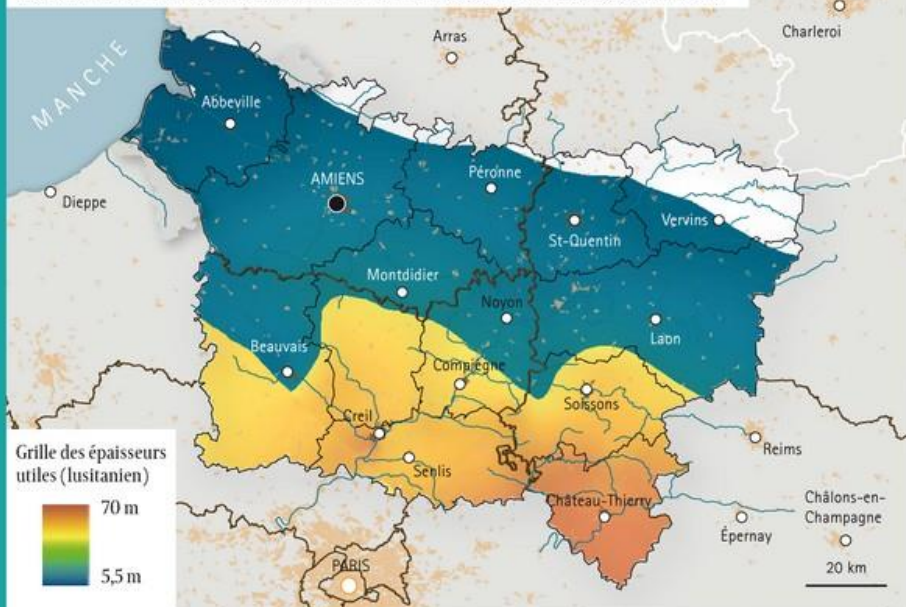 Arras
Charleroi
MANCHE
Abbeville
AMIENS
Péronne
Dieppe
St-Quentin
Vervins
Montdidier
Noyon
Laon
Beauvais
Compiègne
Soissons
Creil
Senlis
Reims
Château-Thierry
Châlons-en-
Champagne
Épernay
PARIS
Grille des épaisseurs
utiles (lusitanien)
70 m
5,5 m
20 km